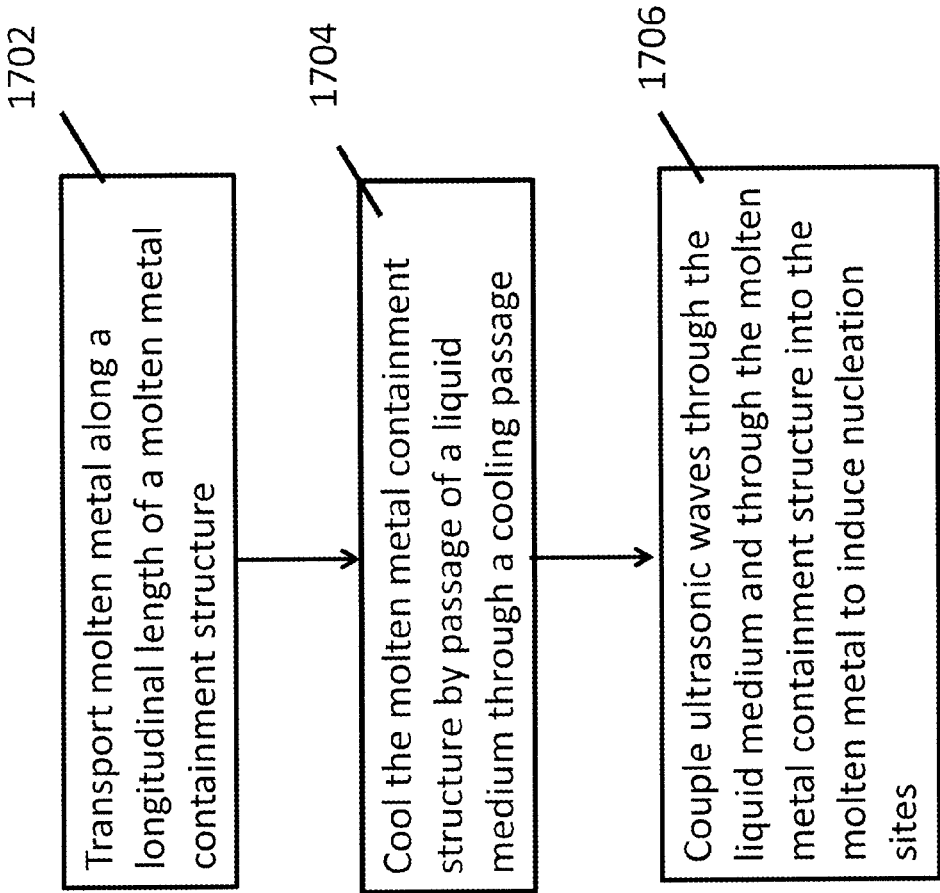 1702
Transport molten metal along a
longitudinal length of a molten metal
containment structure
1704
Cool the molten metal containment
structure by passage of a liquid
medium through a cooling passage
1706
Couple ultrasonic waves through the
liquid medium and through the molten
metal containment structure into the
molten metal to induce nucleation
sites